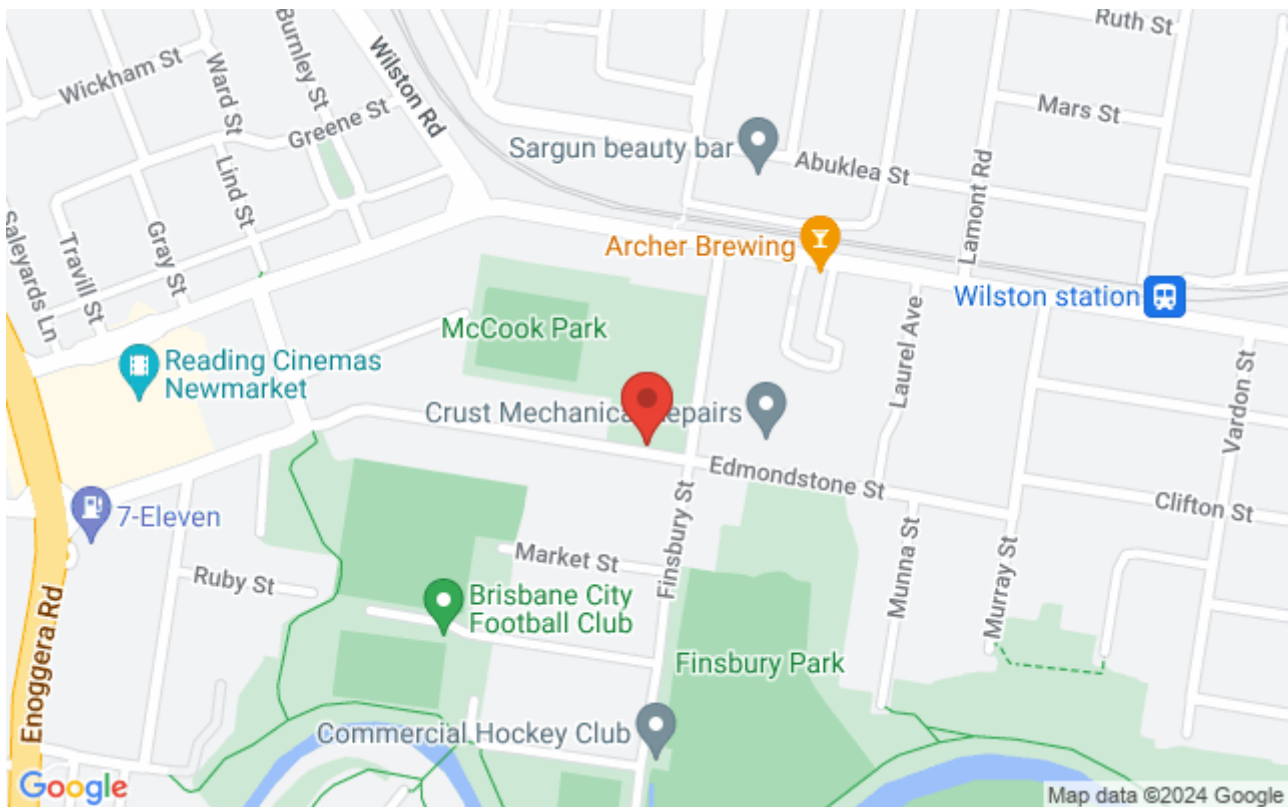 Ruth St
Burnley St
Wilston Rd
Wickham St
Ward St
Mars St
Greene St
Sargun beauty bar
Abuklea St
Lind St
Lamont Rd
Saleyards Ln
Travill St
Gray St
Archer Brewing
Wilston station
McCook Park
Laurel Ave
Reading Cinemas
Newmarket
Vardon St
Edmondstone St
Clifton St
7-Eleven
Finsbury St
Market St
Munna St
Murray St
Ruby St
Brisbane City
Football Club
Enoggera Rd
Finsbury Park
Commercial Hockey Club
Google
Map data ©2024 Google
Crust Mechanical